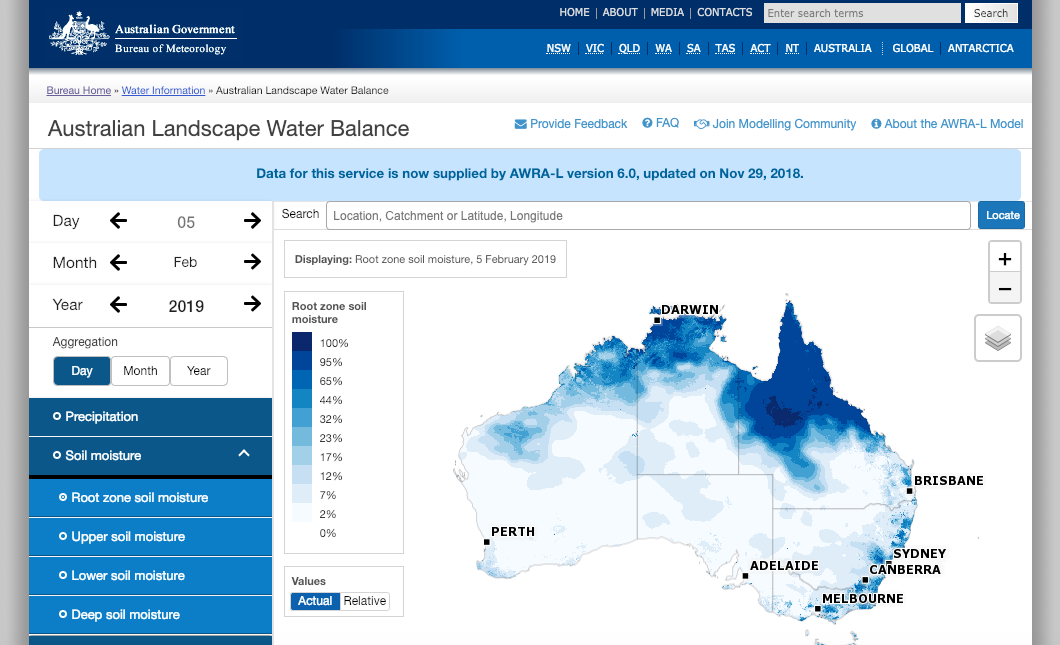 HOME | ABOUT | MEDIA | CONTACTS
Enter search terms
Search
Australian Government
Bureau of Meteorology
NSW | VIC | QLD | WA | SA | TAS | ACT | NT | AUSTRALIA | GLOBAL | ANTARCTICA
Bureau Home » Water Information » Australian Landscape Water Balance
Australian Landscape Water Balance
Provide Feedback
FAQ
Join Modelling Community
About the AWRA-L Model
Data for this service is now supplied by AWRA-L version 6.0, updated on Nov 29, 2018.
Day 05
Month Feb
Year 2019
Aggregation
Day Month Year
Precipitation
Soil moisture
Root zone soil moisture
Upper soil moisture
Lower soil moisture
Deep soil moisture
Search
Location, Catchment or Latitude, Longitude
Locate
Displaying: Root zone soil moisture, 5 February 2019
+
−
Root zone soil
moisture
100%
95%
65%
44%
32%
23%
17%
12%
7%
2%
0%
Values
Actual Relative
DARWIN
BRISBANE
PERTH
SYDNEY
ADELAIDE
CANBERRA
MELBOURNE